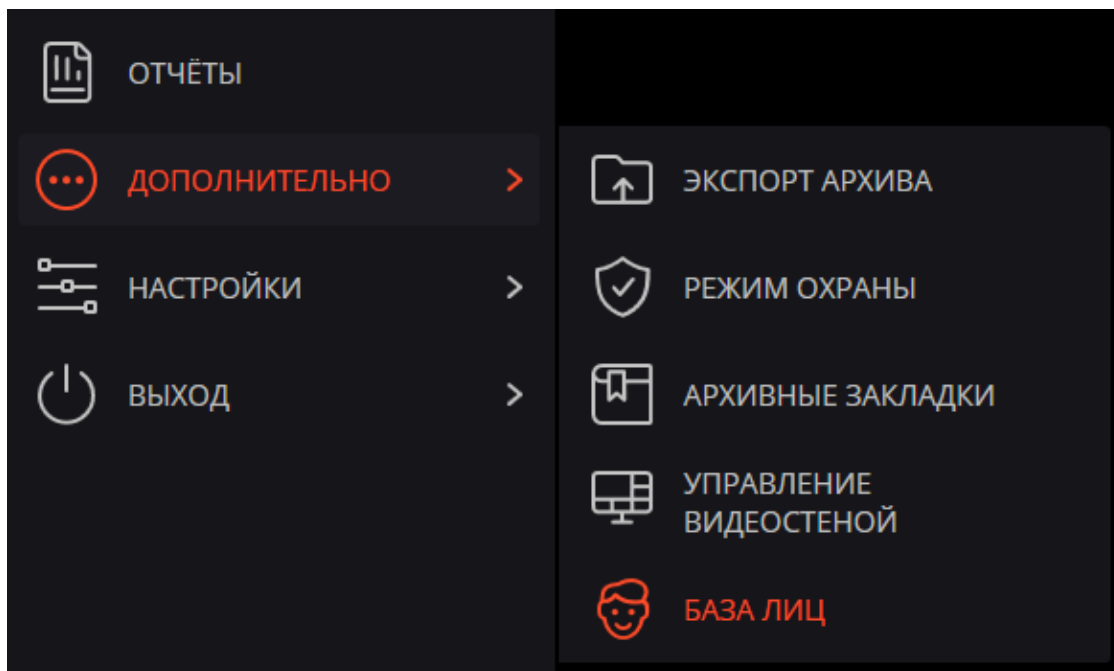 ОТЧЁТЫ
ДОПОЛНИТЕЛЬНО
НАСТРОЙКИ
ВЫХОД
ЭКСПОРТ АРХИВА
РЕЖИМ ОХРАНЫ
АРХИВНЫЕ ЗАКЛАДКИ
УПРАВЛЕНИЕ
ВИДЕОСТЕНОЙ
БАЗА ЛИЦ